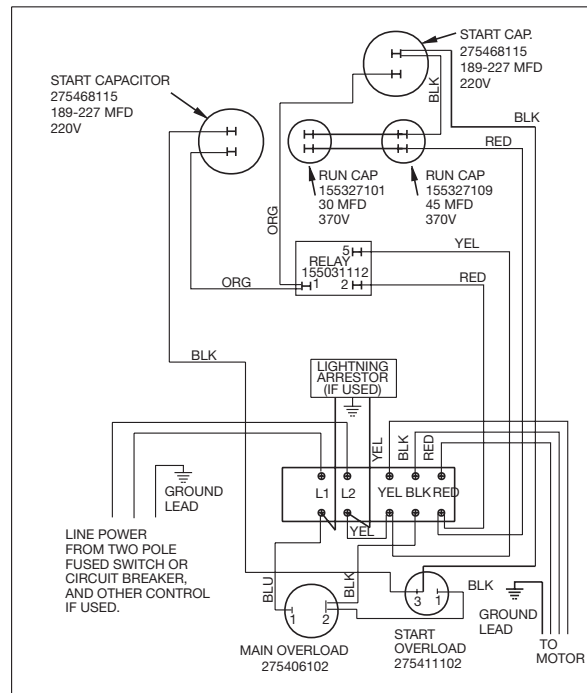 START CAP.
275468115
189-227 MFD
220V
START CAPACITOR
275468115
189-227 MFD
220V
BLK
BLK
RED
RUN CAP
155327101
30 MFD
370V
RUN CAP
155327109
45 MFD
370V
ORG
YEL
5
RELAY
155031112
1
2
RED
ORG
BLK
LIGHTNING
ARRESTOR
(IF USED)
YEL
BLK
RED
GROUND
LEAD
L1
L2
YEL
BLK
RED
YEL
LINE POWER
FROM TWO POLE
FUSED SWITCH OR
CIRCUIT BREAKER,
AND OTHER CONTROL
IF USED.
BLU
BLK
BLK
1
2
3
1
GROUND
LEAD
MAIN OVERLOAD
275406102
START
OVERLOAD
275411102
TO
MOTOR